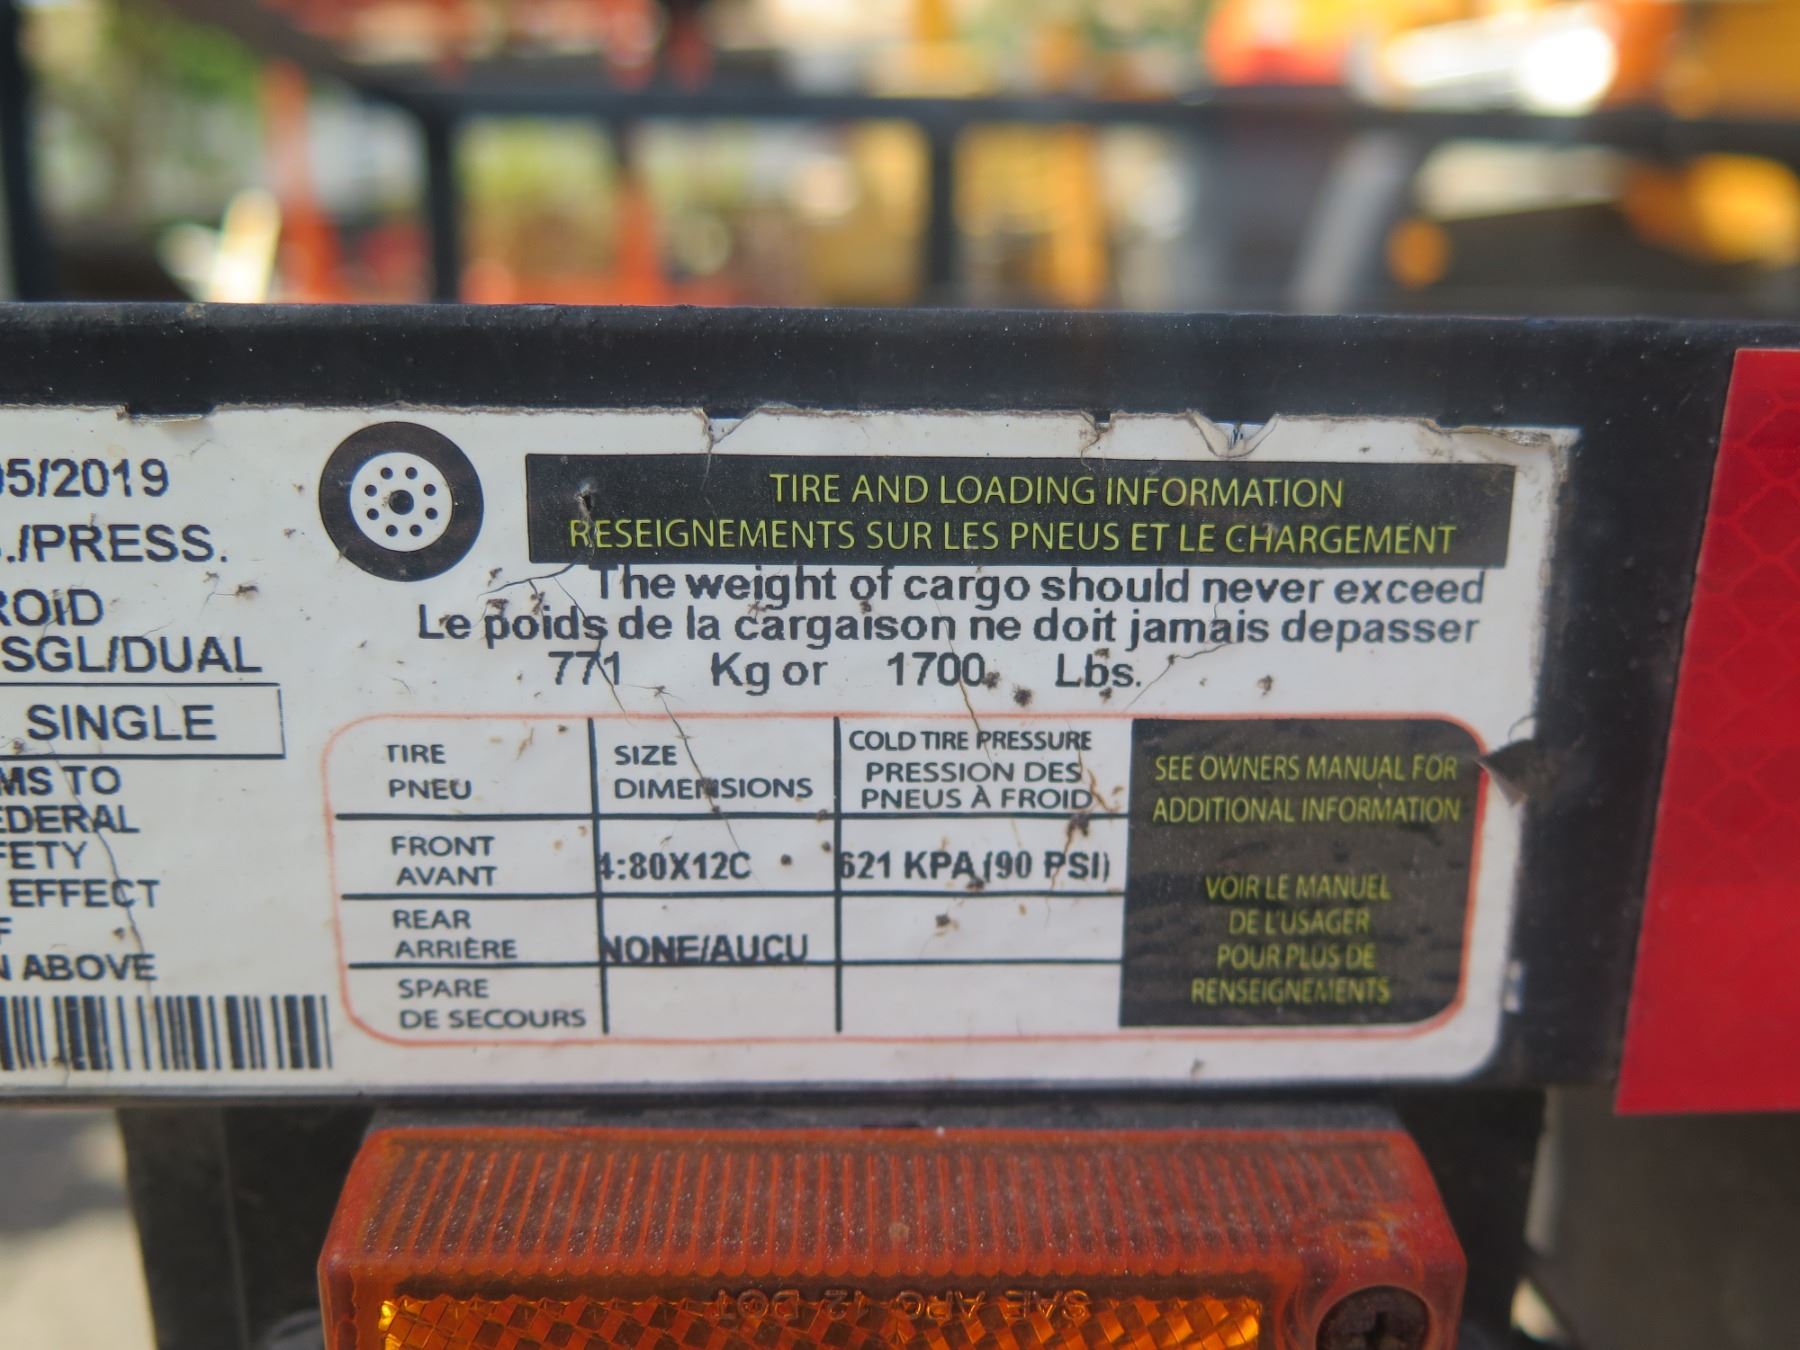 05/2019
./PRESS.
ROID
SGL/DUAL
SINGLE
MS TO
EDERAL
FETY
EFFECT
F
N ABOVE
TIRE AND LOADING INFORMATION
RESEIGNEMENTS SUR LES PNEUS ET LE CHARGEMENT
The weight of cargo should never exceed
Le poids de la cargaison ne doit jamais depasser
771 Kg or 1700 Lbs.
TIRE
PNEU
SIZE
DIMENSIONS
COLD TIRE PRESSURE
PRESSION DES
PNEUS À FROID
FRONT
AVANT
4:80X12C
621 KPA (90 PSI)
REAR
ARRIÈRE
NONE/AUCU
SPARE
DE SECOURS
SEE OWNERS MANUAL FOR
ADDITIONAL INFORMATION
VOIR LE MANUEL
DE L'USAGER
POUR PLUS DE
RENSEIGNEMENTS
SAE APC 12 DOT